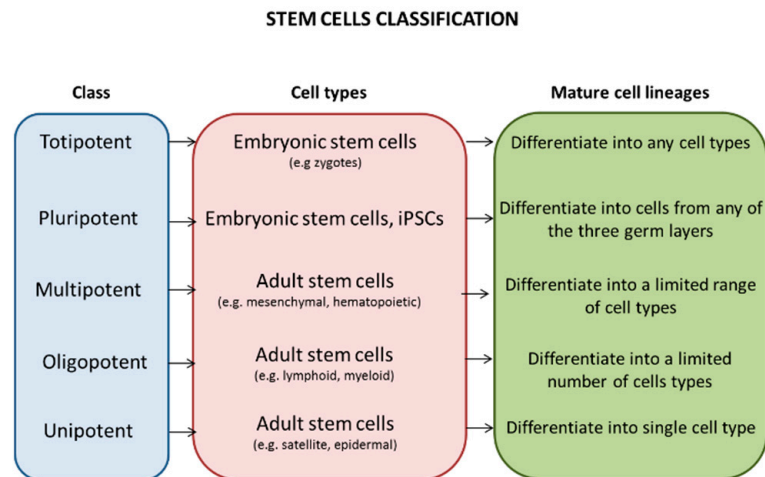 STEM CELLS CLASSIFICATION
Class
Cell types
Mature cell lineages
Totipotent
Embryonic stem cells
(e.g zygotes)
Differentiate into any cell types
Pluripotent
Embryonic stem cells, iPSCs
Differentiate into cells from any of
the three germ layers
Multipotent
Adult stem cells
(e.g. mesenchymal, hematopoietic)
Differentiate into a limited range
of cell types
Oligopotent
Adult stem cells
(e.g. lymphoid, myeloid)
Differentiate into a limited
number of cells types
Unipotent
Adult stem cells
(e.g. satellite, epidermal)
Differentiate into single cell type